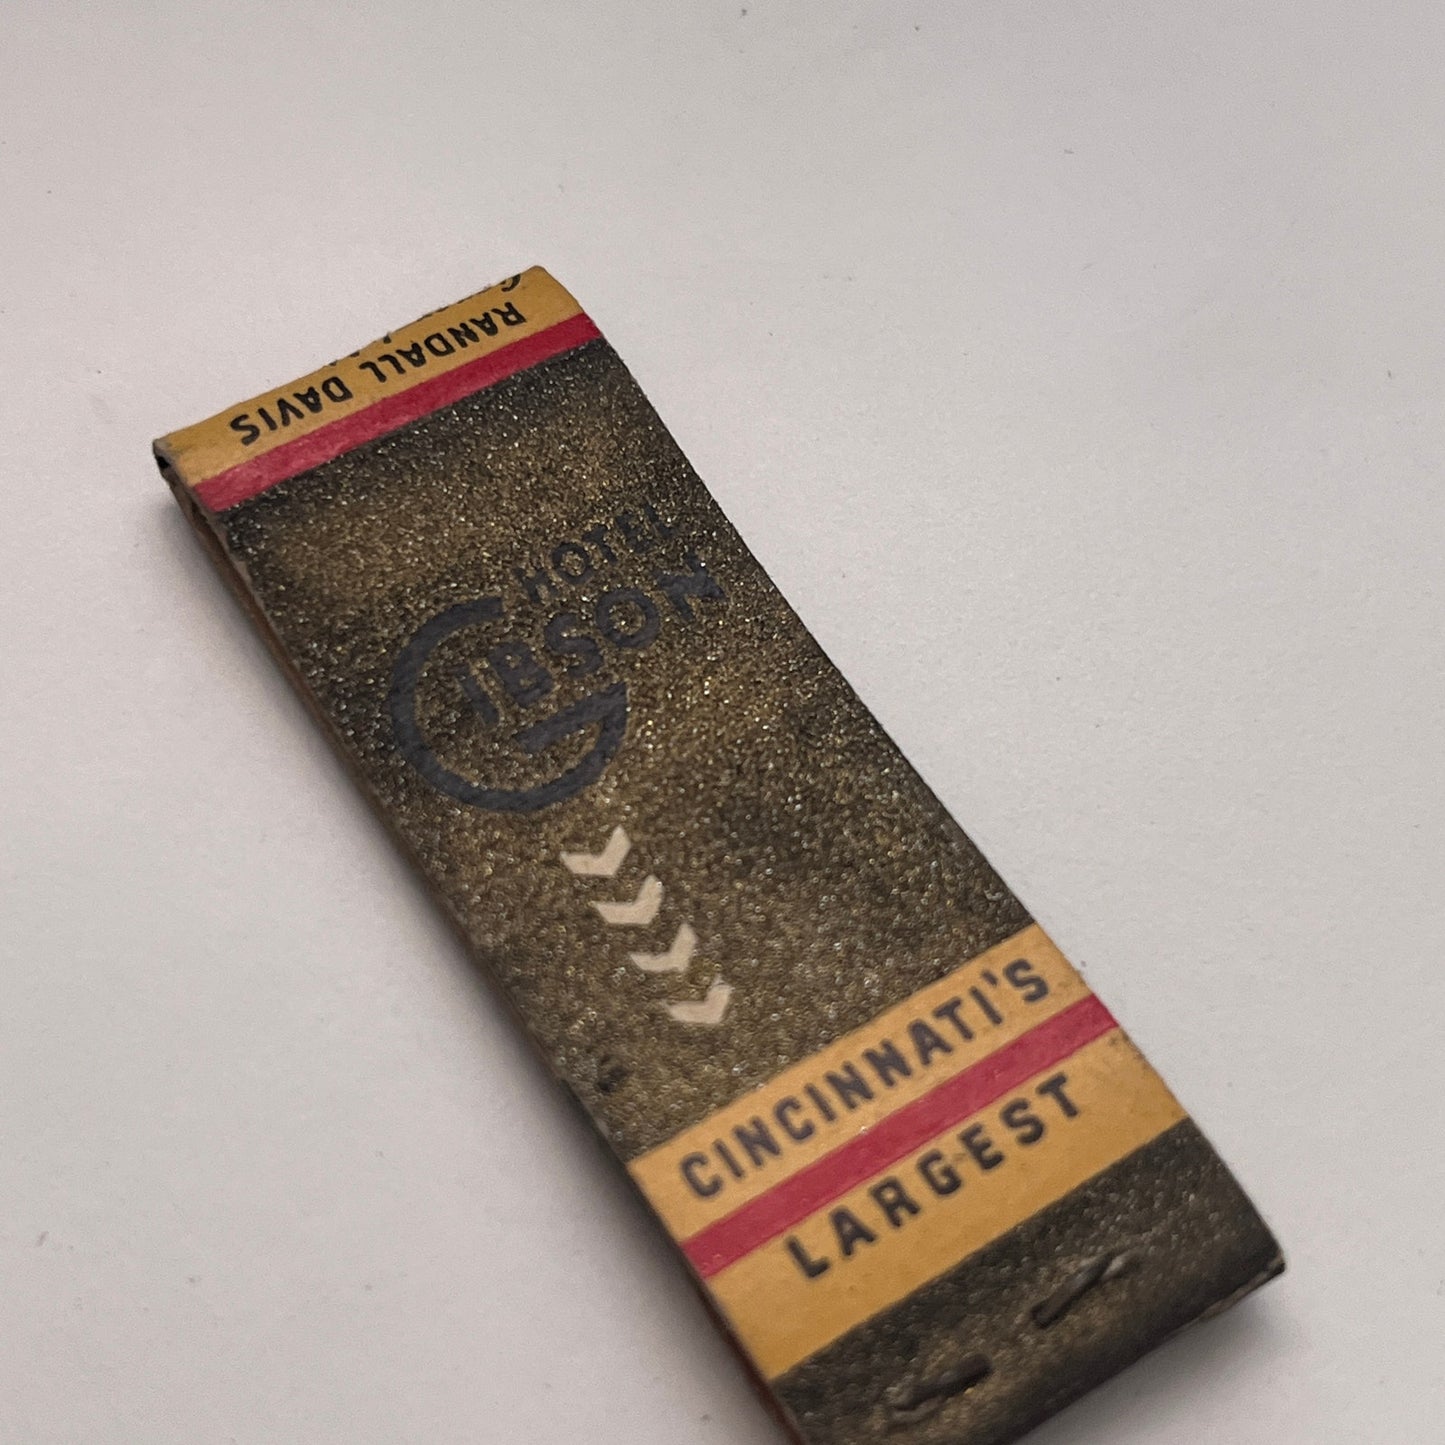 RANDALL DAVIS
HOTEL
GIBSON
CINCINNATI'S
LARGEST